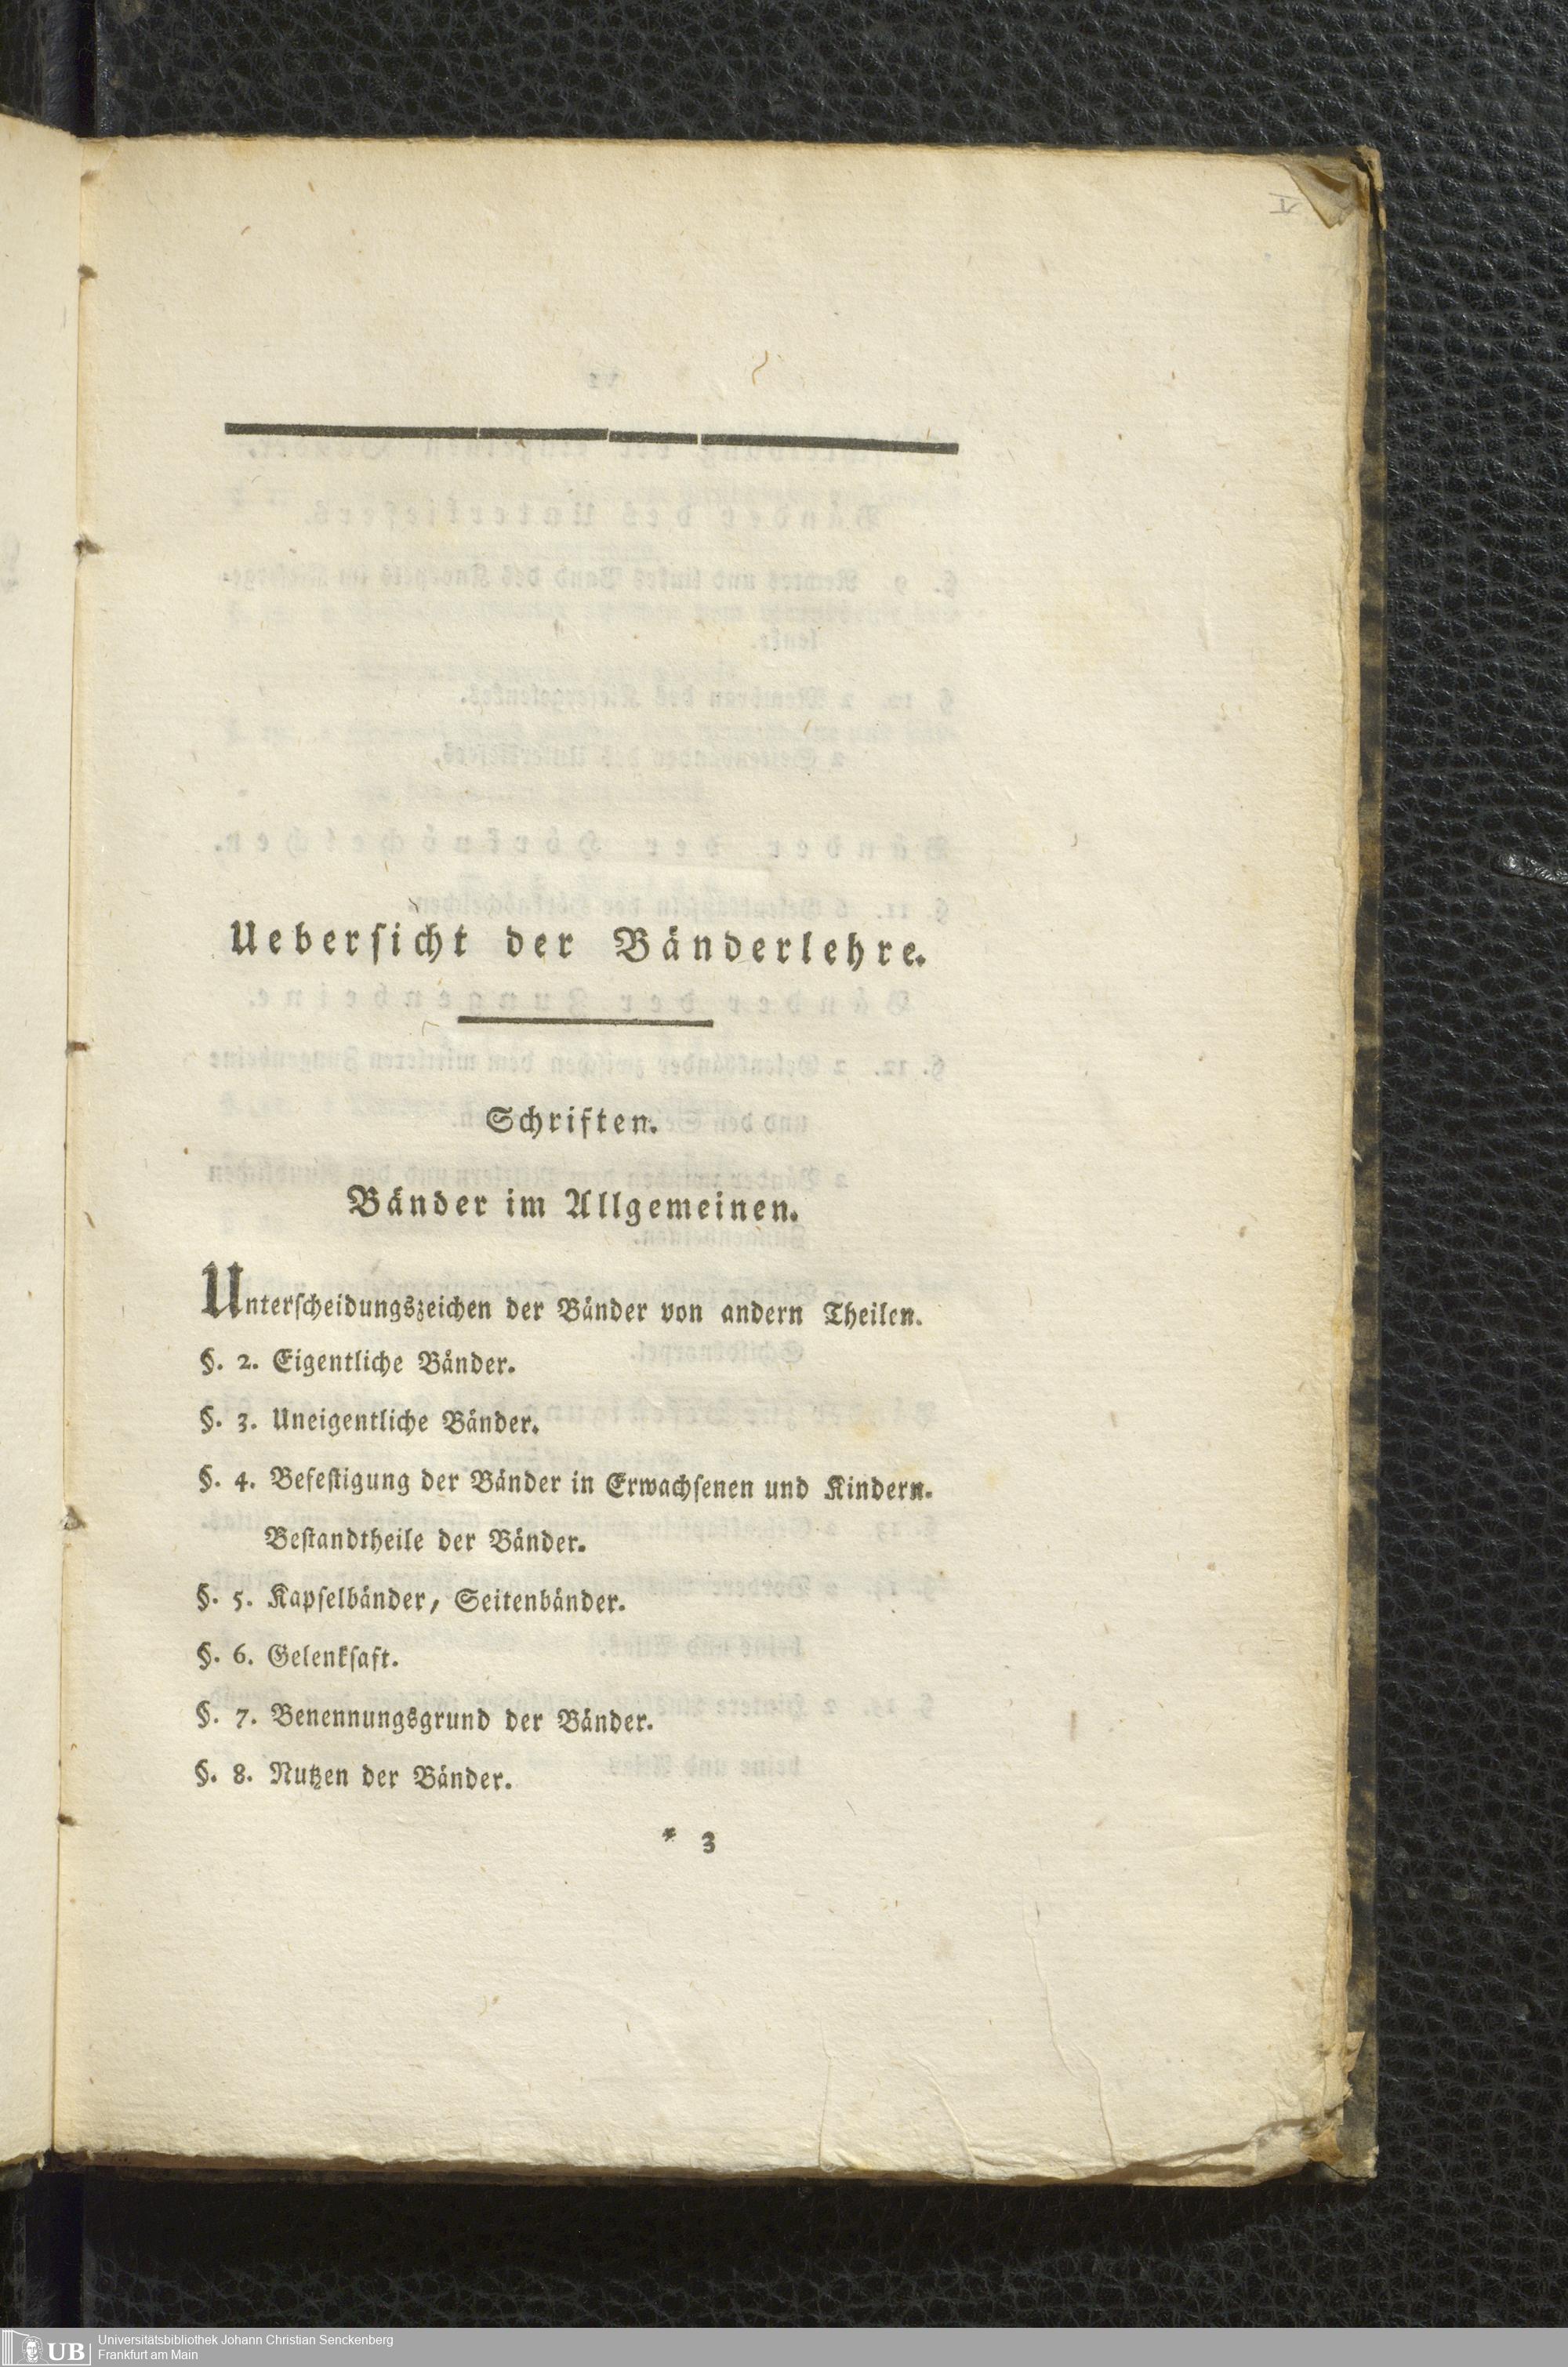 V
Uebersicht der Bänderlehre.
Schriften.
Bänder im Allgemeinen.
Unterſcheidungszeichen der Bänder von andern Theilen.
§. 2. Eigentliche Bänder.
§. 3. Uneigentliche Bänder.
§. 4. Befeſtigung der Bänder in Erwachſenen und Kindern.
Beſtandtheile der Bänder.
§. 5. Kapſelbänder, Seitenbänder.
§. 6. Gelenkſaft.
§. 7. Benennungsgrund der Bänder.
§. 8. Nutzen der Bänder.
* 3
UB
Universitätsbibliothek Johann Christian Senckenberg
Frankfurt am Main